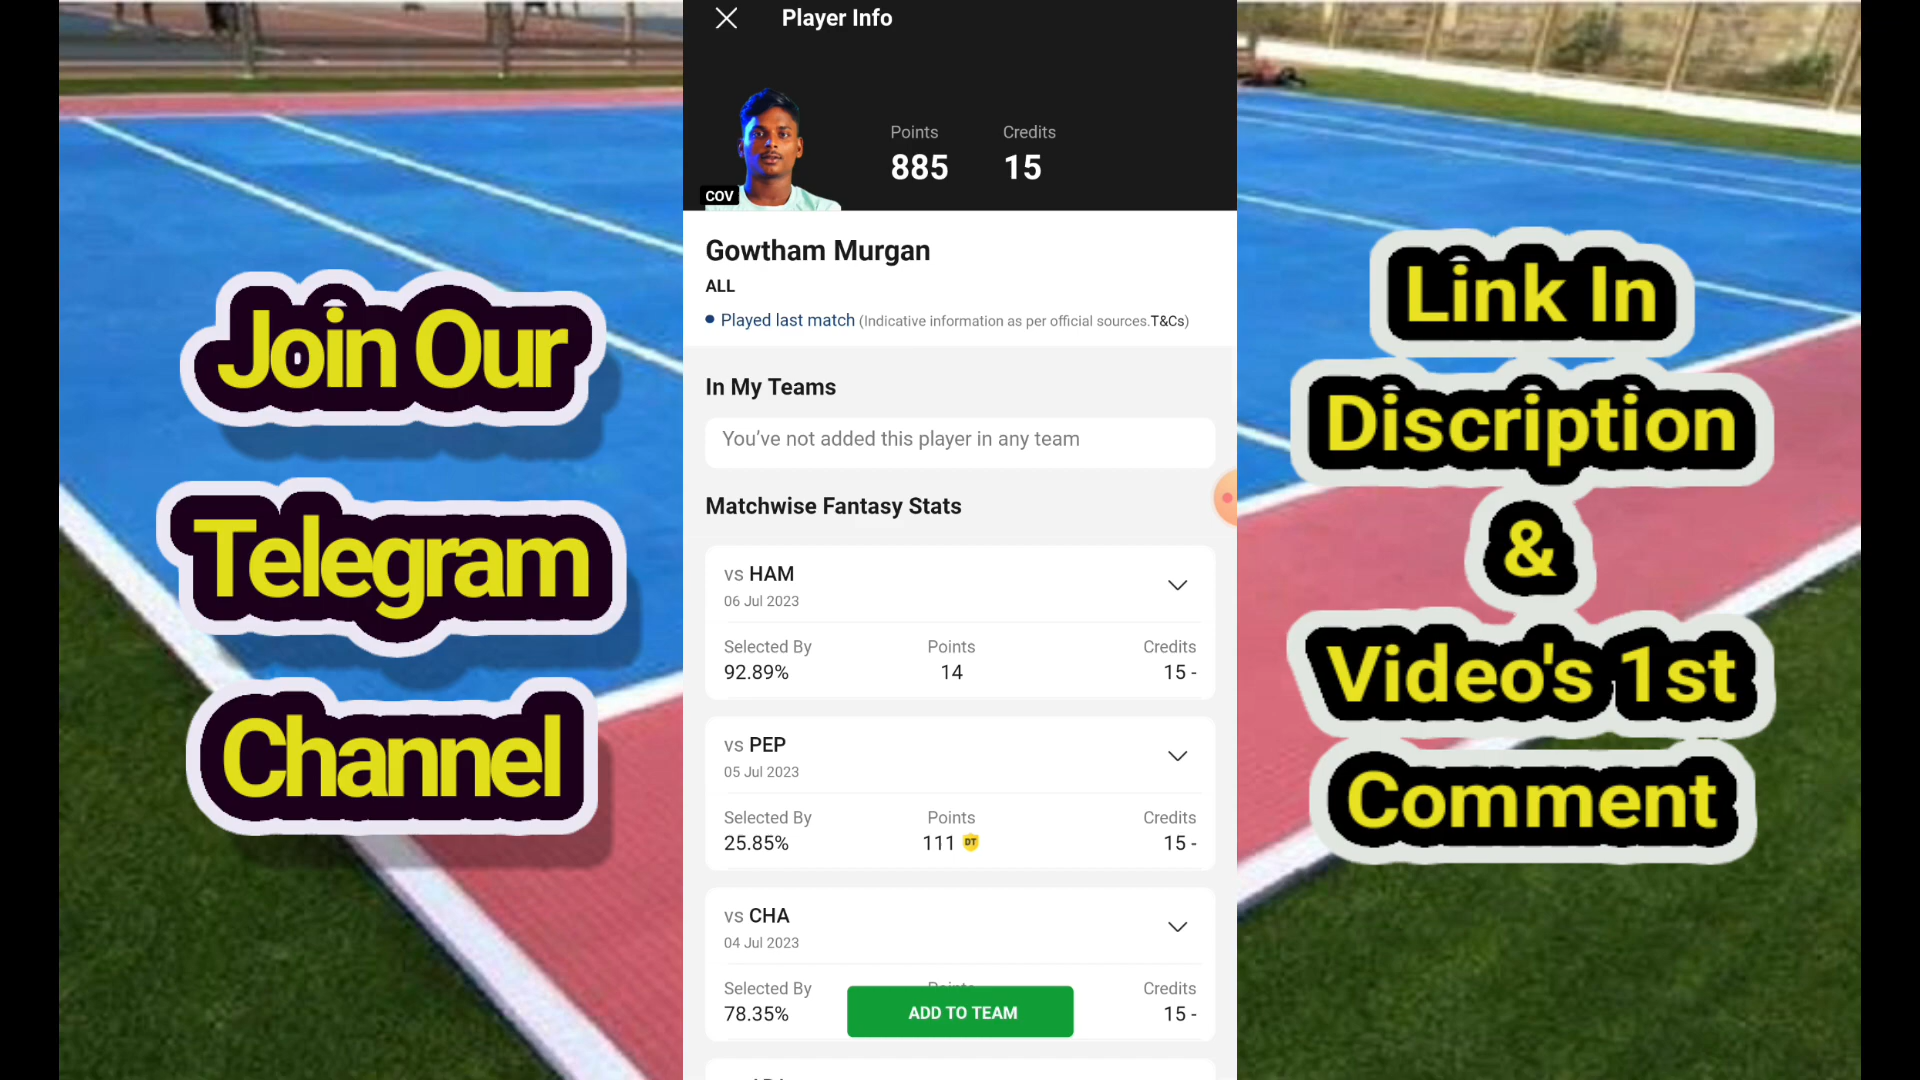 Player Info
Points
Credits
885
15
COV
Gowtham Murgan
ALL
Played last match (Indicative information as per official sources.T&Cs)
In My Teams
You’ve not added this player in any team
Matchwise Fantasy Stats
vs HAM
06 Jul 2023
Selected By
Points
Credits
92.89%
14
15 -
vs PEP
05 Jul 2023
Selected By
Points
Credits
25.85%
111 DT
15 -
vs CHA
04 Jul 2023
Selected By
Points
Credits
78.35%
ADD TO TEAM
15 -
Join Our
Telegram
Channel
Link In
Discription
&
Video's 1st
Comment